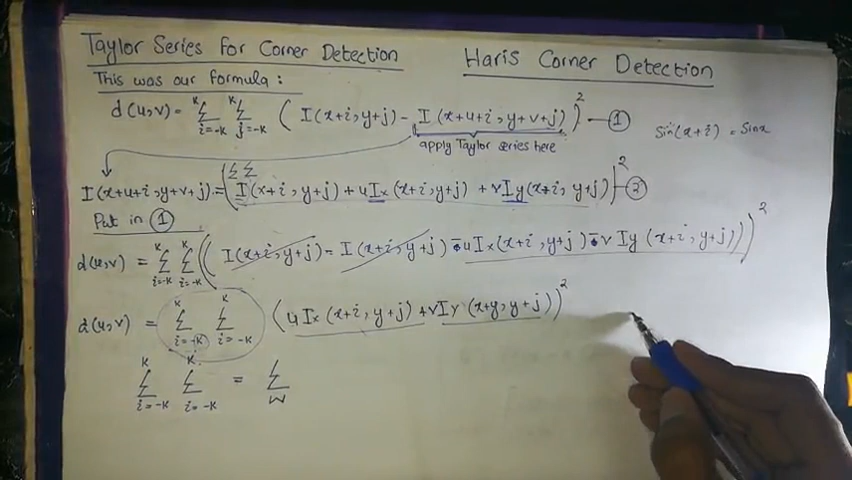 Taylor Series For Corner Detection
Haris Corner Detection
This was our formula :
d(u,v) = Σ_{i=-K}^{K} Σ_{j=-K}^{K} ( I(x+i, y+j) - I(x+u+i, y+v+j) )² — ①
apply Taylor series here
Sin(x+i) = Sinx
I(x+u+i, y+v+j) = ( Σ Σ I(x+i, y+j) + uIx(x+i, y+j) + vIy(x+i, y+j) )² — ②
Put in ①
d(u,v) = Σ_{i=-K}^{K} Σ_{i=-K}^{K} ( ( I(x+i, y+j) - I(x+i, y+j) - uIx(x+i, y+j) - vIy(x+i, y+j) ) )²
d(u,v) = Σ_{i=-K}^{K} Σ_{i=-K}^{K} ( uIx(x+i, y+j) + vIy(x+y, y+j) )²
Σ_{i=-K}^{K} Σ_{i=-K}^{K} = Σ_{W}